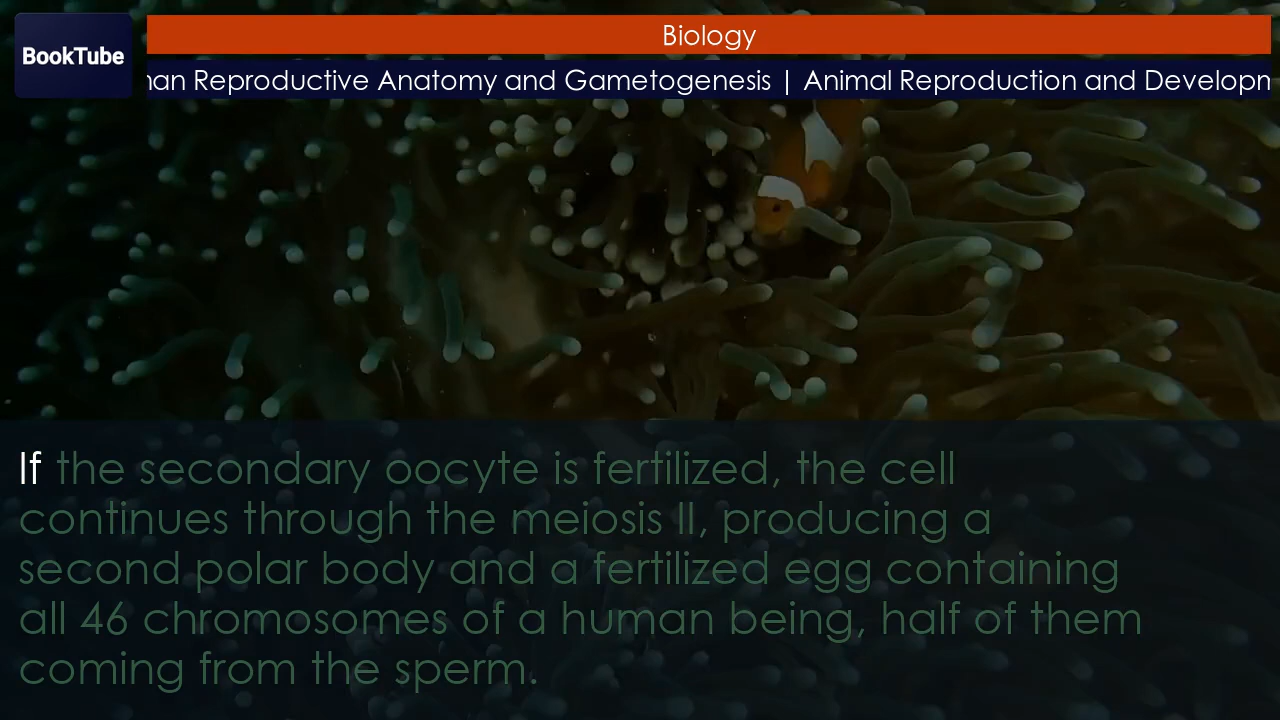 BookTube
Biology
Reproductive Anatomy and Gametogenesis | Animal Reproduction and
If the secondary oocyte is fertilized, the cell
continues through the meiosis II, producing a
second polar body and a fertilized egg containing
all 46 chromosomes of a human being, half of them
coming from the sperm.